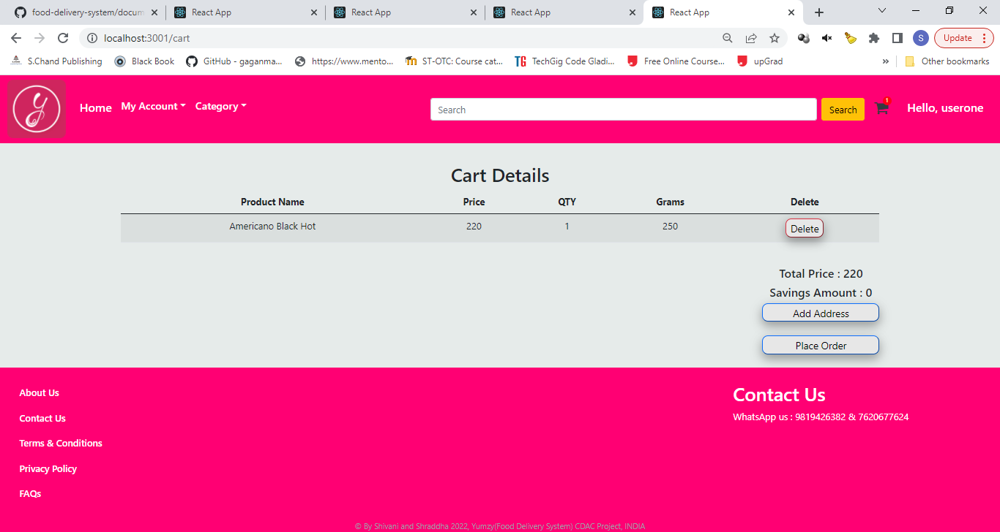 food-delivery-system/docum
React App
React App
React App
React App
localhost:3001/cart
S
Update
S.Chand Publishing
Black Book
GitHub - gaganma...
https://www.mento...
ST-OTC: Course cat...
TG TechGig Code Gladi...
Free Online Course...
upGrad
»
Other bookmarks
y
Home
My Account
Category
Search
Search
1
Hello, userone
Cart Details
Product Name Price QTY Grams Delete
Americano Black Hot 220 1 250 Delete
Total Price : 220
Savings Amount : 0
Add Address
Place Order
About Us
Contact Us
Terms & Conditions
Privacy Policy
FAQs
Contact Us
WhatsApp us : 9819426382 & 7620677624
© By Shivani and Shraddha 2022, Yumzy(Food Delivery System) CDAC Project, INDIA